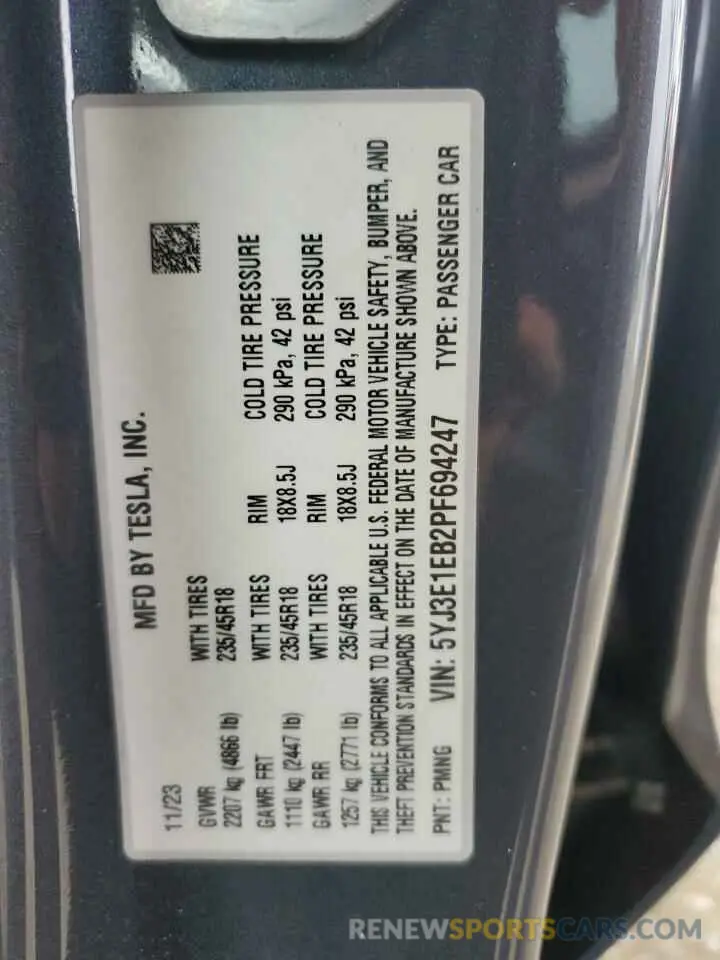 MFD BY TESLA, INC.
11/23
GVWR WITH TIRES
2207 kg (4866 lb) 235/45R18
GAWR FRT WITH TIRES RIM COLD TIRE PRESSURE
1110 kg (2447 lb) 235/45R18 18X8.5J 290 kPa, 42 psi
GAWR RR WITH TIRES RIM COLD TIRE PRESSURE
1257 kg (2771 lb) 235/45R18 18X8.5J 290 kPa, 42 psi
THIS VEHICLE CONFORMS TO ALL APPLICABLE U.S. FEDERAL MOTOR VEHICLE SAFETY, BUMPER, AND
THEFT PREVENTION STANDARDS IN EFFECT ON THE DATE OF MANUFACTURE SHOWN ABOVE.
PNT: PMNG VIN: 5YJ3E1EB2PF694247 TYPE: PASSENGER CAR
RENEWSPORTSCARS.COM